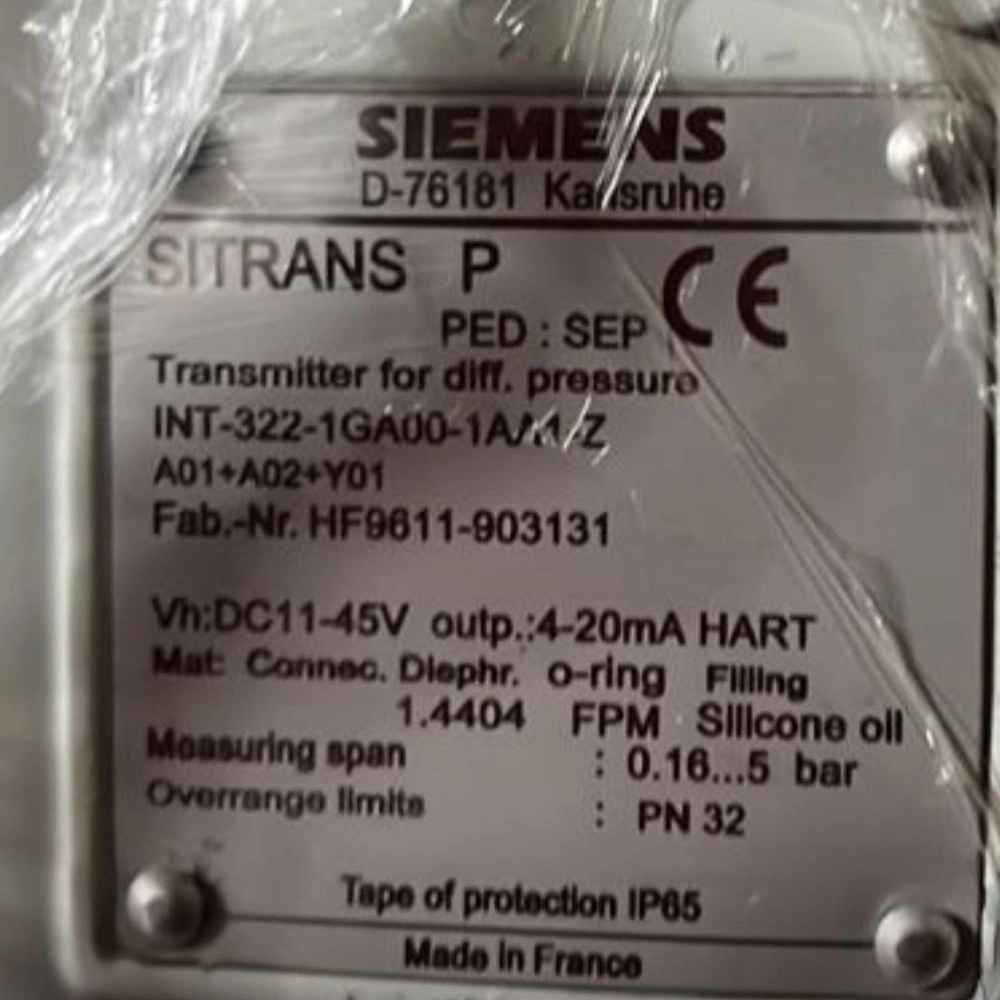 SIEMENS
D-76181 Karlsruhe
SITRANS P
CE
PED : SEP
Transmitter for diff. pressure
INT-322-1GA00-1AA1-Z
A01+A02+Y01
Fab.-Nr. HF9611-903131
Vh:DC11-45V outp.:4-20mA HART
Mat: Connec. Diephr. o-ring Filling
1.4404 FPM Silicone oil
Measuring span : 0.16...5 bar
Overrange limits : PN 32
Tape of protection IP65
Made in France